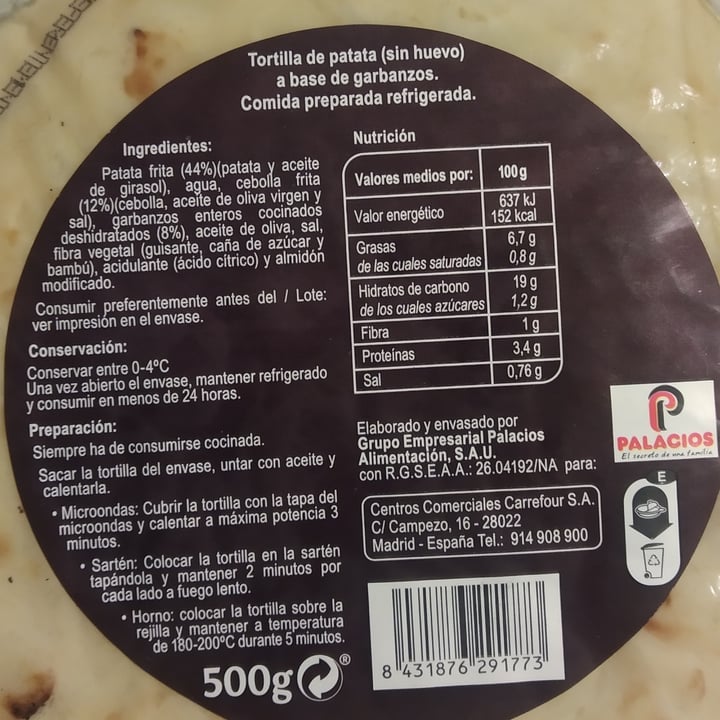 Tortilla de patata (sin huevo)
a base de garbanzos.
Comida preparada refrigerada.
Ingredientes:
Patata frita (44%)(patata y aceite
de girasol), agua, cebolla frita
(12%)(cebolla, aceite de oliva virgen y
sal), garbanzos enteros cocinados
deshidratados (8%), aceite de oliva, sal,
fibra vegetal (guisante, caña de azúcar y
bambú), acidulante (ácido cítrico) y almidón
modificado.
Consumir preferentemente antes del / Lote:
ver impresión en el envase.
Conservación:
Conservar entre 0-4ºC
Una vez abierto el envase, mantener refrigerado
y consumir en menos de 24 horas.
Preparación:
Siempre ha de consumirse cocinada.
Sacar la tortilla del envase, untar con aceite y
calentarla.
• Microondas: Cubrir la tortilla con la tapa del
microondas y calentar a máxima potencia 3
minutos.
• Sartén: Colocar la tortilla en la sartén
tapándola y mantener 2 minutos por
cada lado a fuego lento.
• Horno: colocar la tortilla sobre la
rejilla y mantener a temperatura
de 180-200ºC durante 5 minutos.
500g ®
Nutrición
Valores medios por: 100g
Valor energético 637 kJ
152 kcal
Grasas 6,7 g
de las cuales saturadas 0,8 g
Hidratos de carbono 19 g
de los cuales azúcares 1,2 g
Fibra 1 g
Proteínas 3,4 g
Sal 0,76 g
Elaborado y envasado por
Grupo Empresarial Palacios
Alimentación, S.A.U.
con R.G.S.E.A.A.: 26.04192/NA para:
Centros Comerciales Carrefour S.A.
C/ Campezo, 16 - 28022
Madrid - España Tel.: 914 908 900
8 431876 291773
PALACIOS
El secreto de una familia
E